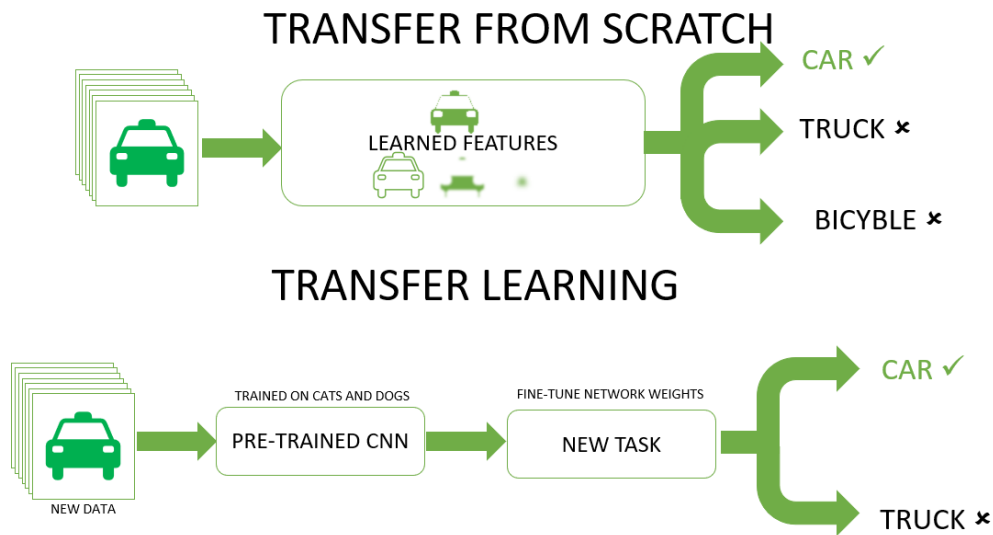 TRANSFER FROM SCRATCH
CAR ✓
LEARNED FEATURES
TRUCK ✘
BICYBLE ✘
TRANSFER LEARNING
CAR ✓
TRAINED ON CATS AND DOGS
FINE-TUNE NETWORK WEIGHTS
PRE-TRAINED CNN
NEW TASK
NEW DATA
TRUCK ✘